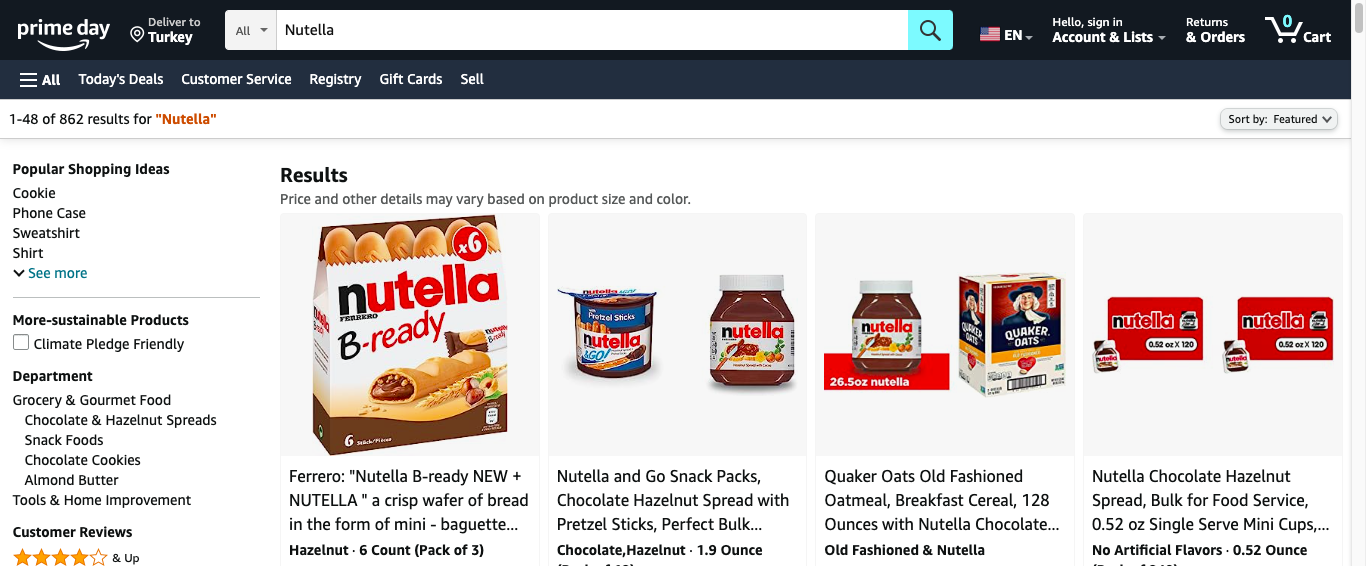 prime day
Deliver to
Turkey
All
Nutella
EN
Hello, sign in
Account & Lists
Returns
& Orders
0
Cart
All
Today's Deals
Customer Service
Registry
Gift Cards
Sell
1-48 of 862 results for "Nutella"
Sort by: Featured
Popular Shopping Ideas
Cookie
Phone Case
Sweatshirt
Shirt
See more
More-sustainable Products
Climate Pledge Friendly
Department
Grocery & Gourmet Food
Chocolate & Hazelnut Spreads
Snack Foods
Chocolate Cookies
Almond Butter
Tools & Home Improvement
Customer Reviews
& Up
Results
Price and other details may vary based on product size and color.
x6
nutella
FERRERO
B-ready
6
Ferrero: "Nutella B-ready NEW +
NUTELLA " a crisp wafer of bread
in the form of mini - baguette...
Hazelnut · 6 Count (Pack of 3)
Pretzel Sticks
nutella
&GO!
nutella
Nutella and Go Snack Packs,
Chocolate Hazelnut Spread with
Pretzel Sticks, Perfect Bulk...
Chocolate,Hazelnut · 1.9 Ounce
nutella
26.5oz nutella
QUAKER
OATS
QUAKER
OATS
Quaker Oats Old Fashioned
Oatmeal, Breakfast Cereal, 128
Ounces with Nutella Chocolate...
Old Fashioned & Nutella
nutella
0.52 oz X 120
nutella
0.52 oz X 120
Nutella Chocolate Hazelnut
Spread, Bulk for Food Service,
0.52 oz Single Serve Mini Cups,...
No Artificial Flavors · 0.52 Ounce